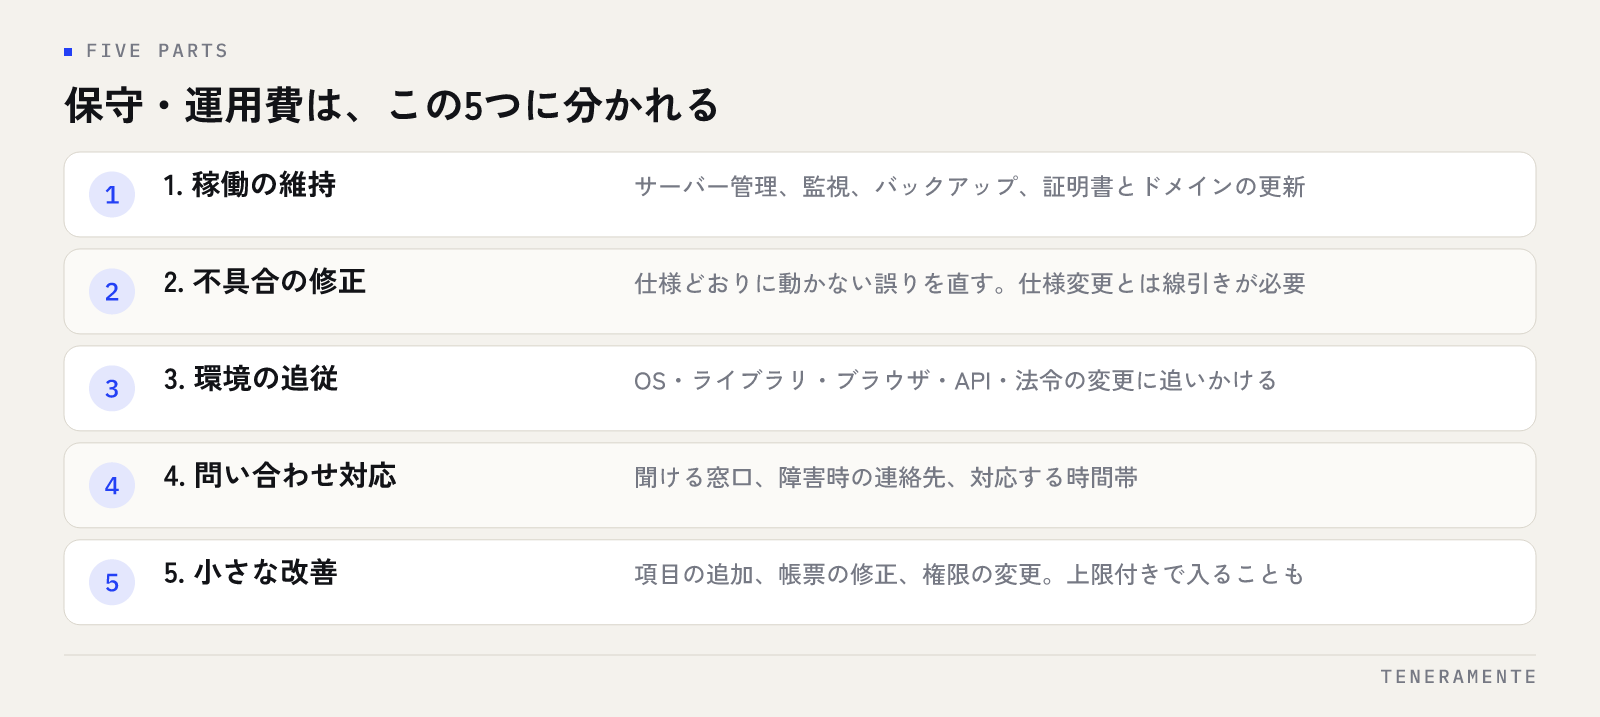 FIVE PARTS
保守・運用費は、この5つに分かれる
1 1. 稼働の維持 サーバー管理、監視、バックアップ、証明書とドメインの更新
2 2. 不具合の修正 仕様どおりに動かない誤りを直す。仕様変更とは線引きが必要
3 3. 環境の追従 OS・ライブラリ・ブラウザ・API・法令の変更に追いかける
4 4. 問い合わせ対応 聞ける窓口、障害時の連絡先、対応する時間帯
5 5. 小さな改善 項目の追加、帳票の修正、権限の変更。上限付きで入ることも
TENERAMENTE